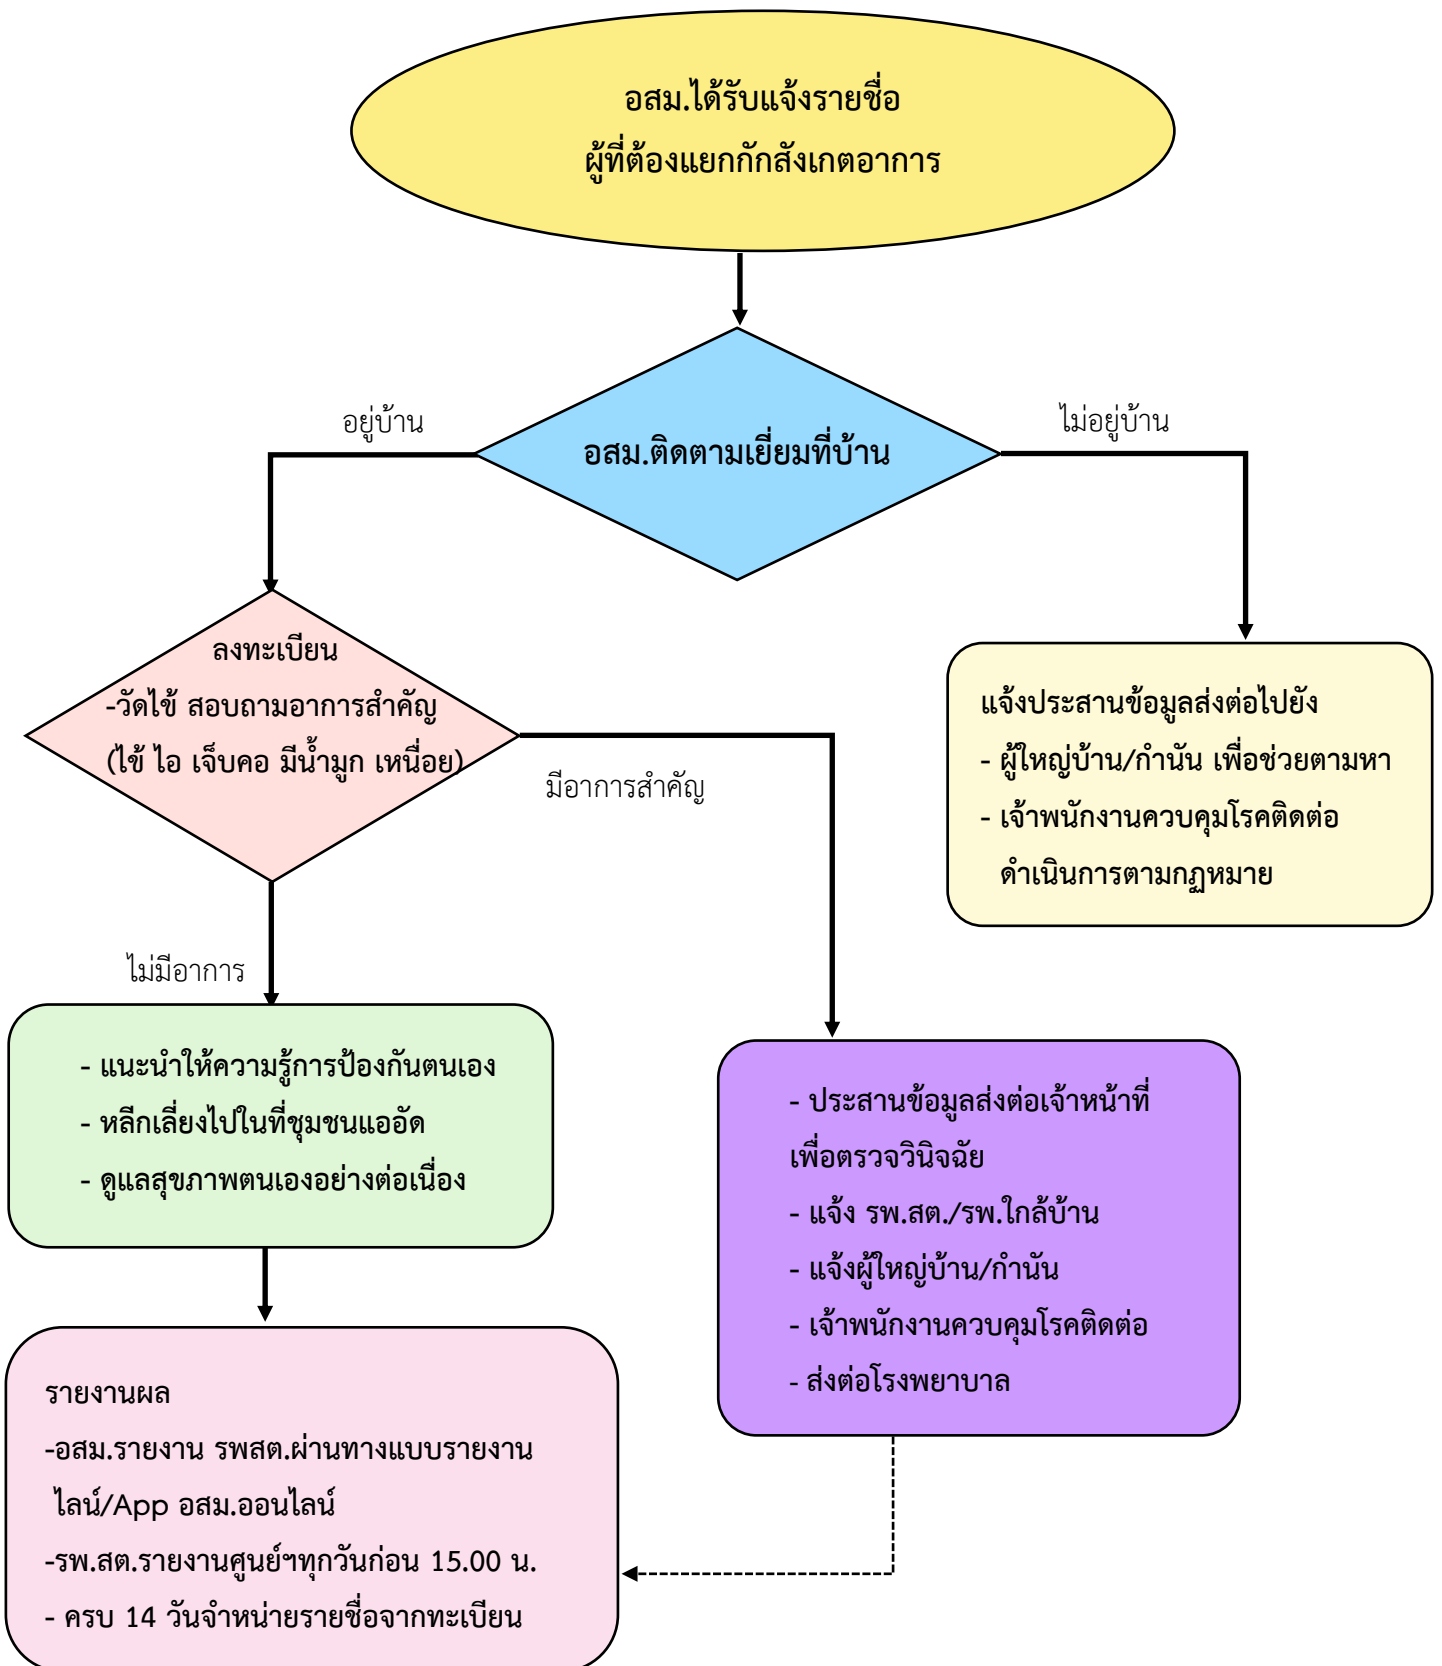 อสม.ได้รับแจ้งรายชื่อ
ผู้ที่ต้องแยกกักสังเกตอาการ
อยู่บ้าน
ไม่อยู่บ้าน
อสม.ติดตามเยี่ยมที่บ้าน
ลงทะเบียน
-วัดไข้ สอบถามอาการสำคัญ
(ไข้ ไอ เจ็บคอ มีน้ำมูก เหนื่อย)
มีอาการสำคัญ
แจ้งประสานข้อมูลส่งต่อไปยัง
- ผู้ใหญ่บ้าน/กำนัน เพื่อช่วยตามหา
- เจ้าพนักงานควบคุมโรคติดต่อ
ดำเนินการตามกฏหมาย
ไม่มีอาการ
- แนะนำให้ความรู้การป้องกันตนเอง
- หลีกเลี่ยงไปในที่ชุมชนแออัด
- ดูแลสุขภาพตนเองอย่างต่อเนื่อง
- ประสานข้อมูลส่งต่อเจ้าหน้าที่
เพื่อตรวจวินิจฉัย
- แจ้ง รพ.สต./รพ.ใกล้บ้าน
- แจ้งผู้ใหญ่บ้าน/กำนัน
- เจ้าพนักงานควบคุมโรคติดต่อ
- ส่งต่อโรงพยาบาล
รายงานผล
-อสม.รายงาน รพสต.ผ่านทางแบบรายงาน
ไลน์/App อสม.ออนไลน์
-รพ.สต.รายงานศูนย์ฯทุกวันก่อน 15.00 น.
- ครบ 14 วันจำหน่ายรายชื่อจากทะเบียน